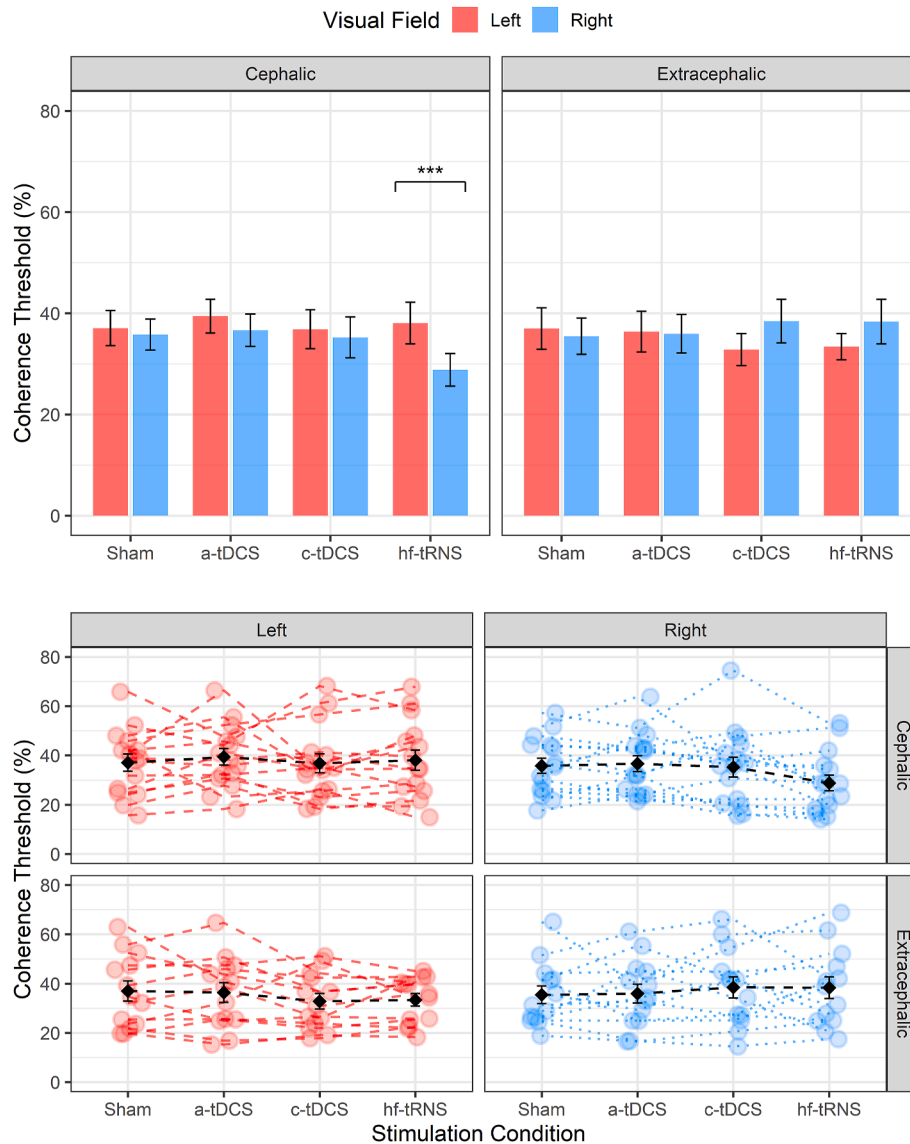 Visual Field Left Right
Cephalic Extracephalic
Coherence Threshold (%)
80
60
40
20
0
***
Sham a-tDCS c-tDCS hf-tRNS Sham a-tDCS c-tDCS hf-tRNS
Left Right
Coherence Threshold (%)
80
60
40
20
0
Cephalic
80
60
40
20
0
Extracephalic
Sham a-tDCS c-tDCS hf-tRNS Sham a-tDCS c-tDCS hf-tRNS
Stimulation Condition